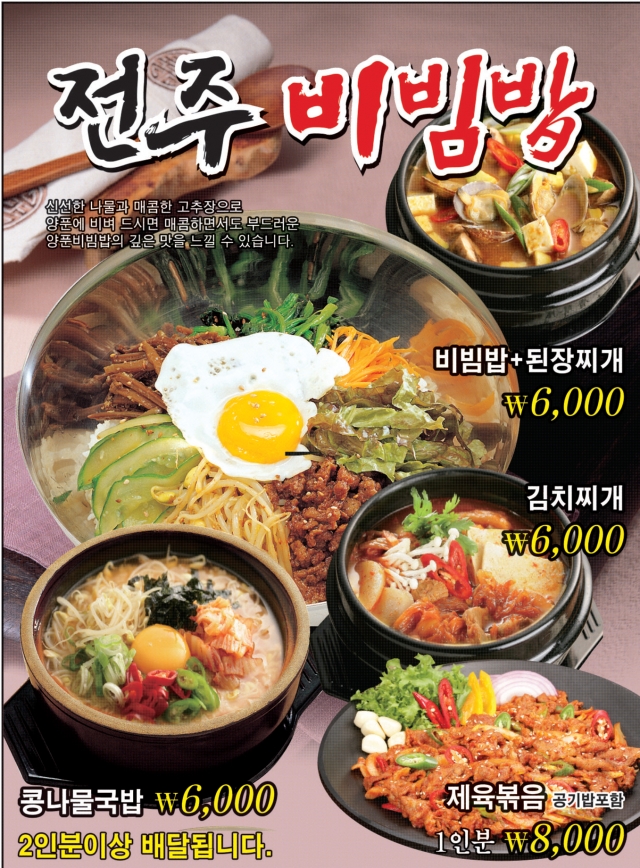 전주 비빔밥
신선한 나물과 매콤한 고추장으로
양푼에 비벼 드시면 매콤하면서도 부드러운
양푼비빔밥의 깊은 맛을 느낄 수 있습니다.
비빔밥+된장찌개
₩6,000
김치찌개
₩6,000
콩나물국밥 ₩6,000
2인분이상 배달됩니다.
제육볶음 공기밥포함
1인분 ₩8,000